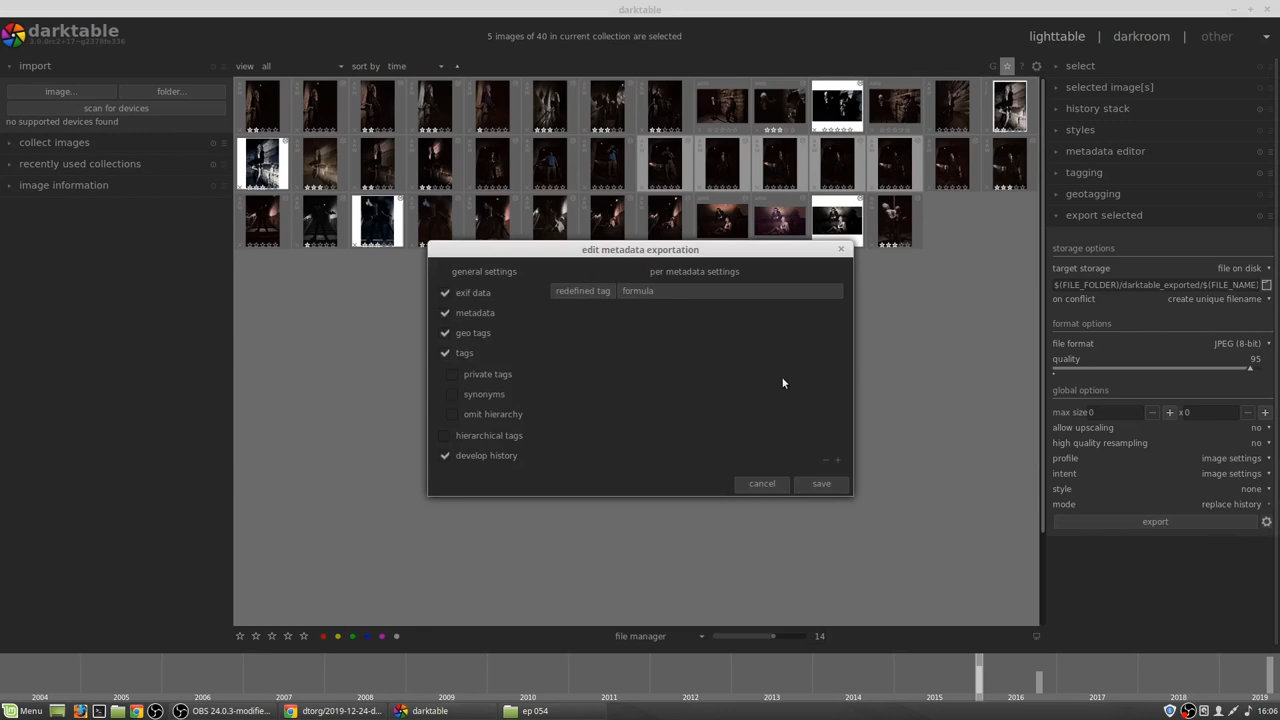 darktable
darktable
3.0.0rc2+17~g2378fe336
5 images of 40 in current collection are selected
lighttable | darkroom | other
import
image...
folder...
scan for devices
no supported devices found
collect images
recently used collections
image information
view all
sort by time
G
?
select
selected image[s]
history stack
styles
metadata editor
tagging
geotagging
export selected
storage options
target storage
file on disk
$(FILE_FOLDER)/darktable_exported/$(FILE_NAME)
on conflict
create unique filename
format options
file format
JPEG (8-bit)
quality
95
global options
max size 0
x 0
allow upscaling
no
high quality resampling
no
profile
image settings
intent
image settings
style
none
mode
replace history
export
edit metadata exportation
general settings
per metadata settings
exif data
metadata
geo tags
tags
private tags
synonyms
omit hierarchy
hierarchical tags
develop history
redefined tag
formula
cancel
save
file manager
14
2004 2005 2006 2007 2008 2009 2010 2011 2012 2013 2014 2015 2016 2017 2018 2019
Menu
OBS 24.0.3-modifie...
dtorg/2019-12-24-d...
darktable
ep 054
16:06